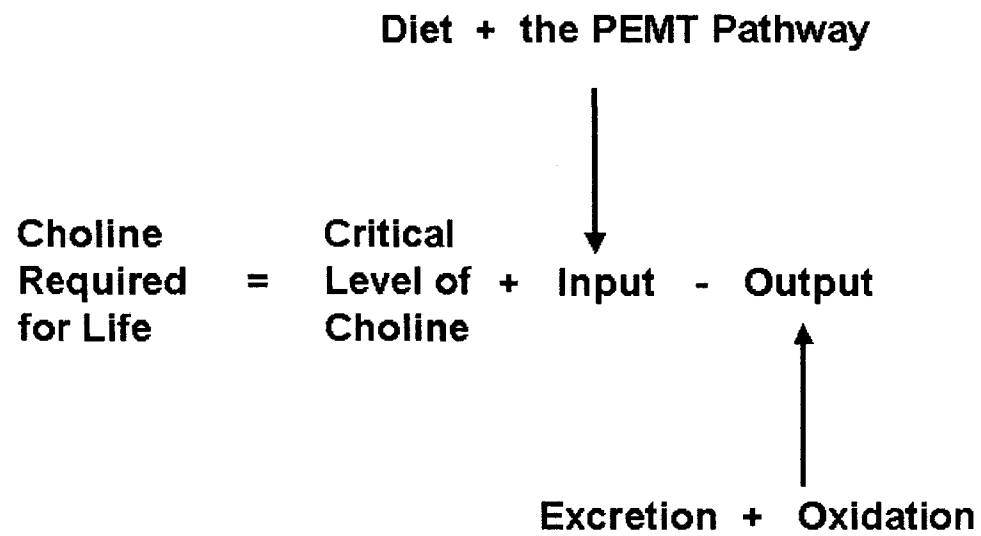 Diet + the PEMT Pathway
Choline Required for Life = Critical Level of Choline + Input - Output
Excretion + Oxidation